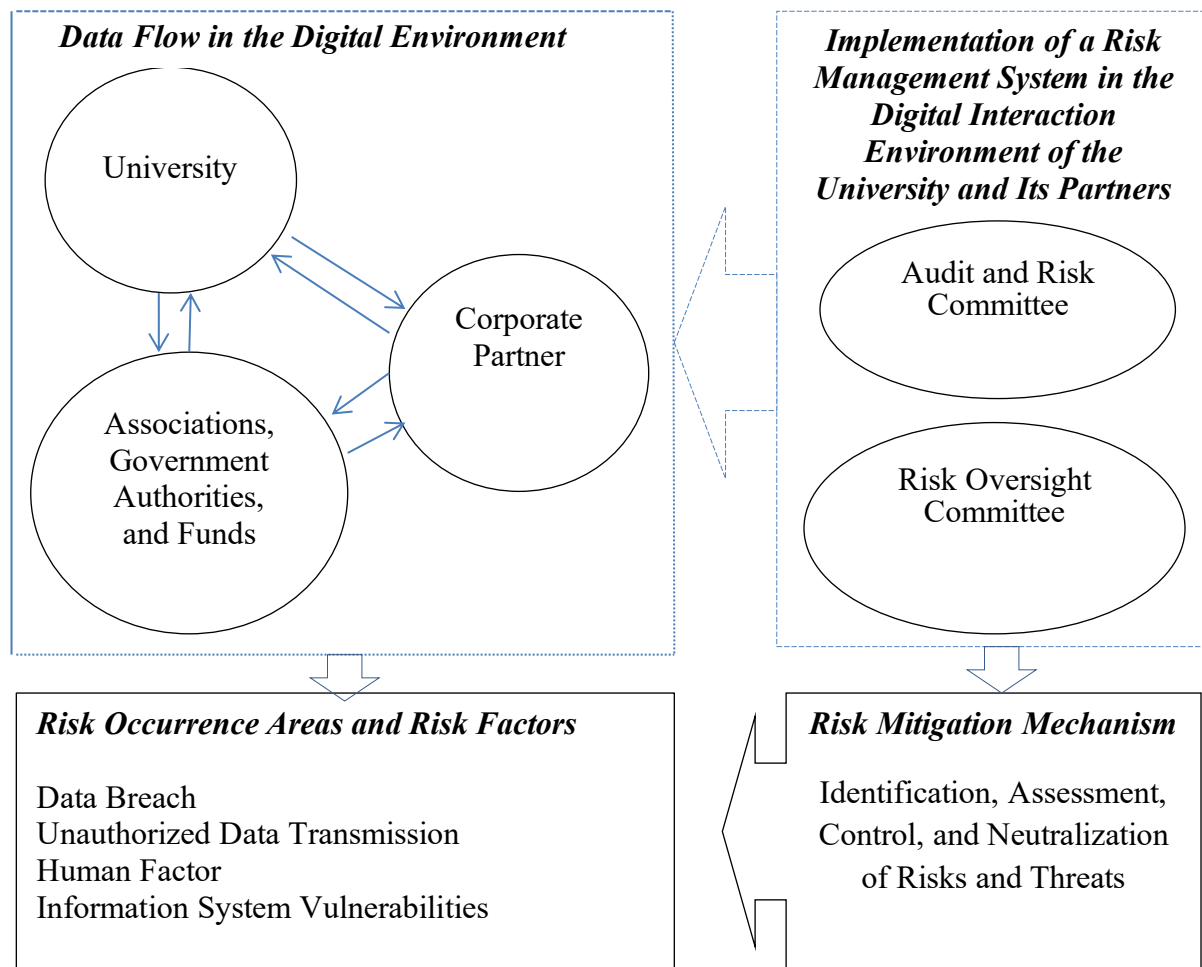 Data Flow in the Digital Environment
University
Corporate
Partner
Associations,
Government
Authorities,
and Funds
Implementation of a Risk
Management System in the
Digital Interaction
Environment of the
University and Its Partners
Audit and Risk
Committee
Risk Oversight
Committee
Risk Occurrence Areas and Risk Factors
Data Breach
Unauthorized Data Transmission
Human Factor
Information System Vulnerabilities
Risk Mitigation Mechanism
Identification, Assessment,
Control, and Neutralization
of Risks and Threats